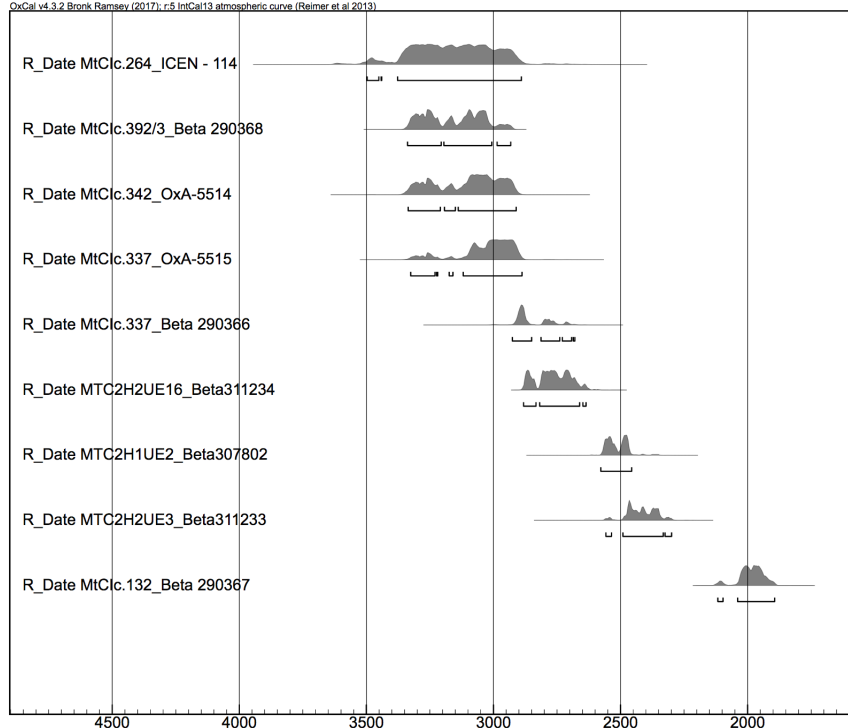 OxCal v4.3.2 Bronk Ramsey (2017); r:5 IntCal13 atmospheric curve (Reimer et al 2013)
R_Date MtClc.264_ICEN - 114
R_Date MtClc.392/3_Beta 290368
R_Date MtClc.342_OxA-5514
R_Date MtClc.337_OxA-5515
R_Date MtClc.337_Beta 290366
R_Date MTC2H2UE16_Beta311234
R_Date MTC2H1UE2_Beta307802
R_Date MTC2H2UE3_Beta311233
R_Date MtClc.132_Beta 290367
4500 4000 3500 3000 2500 2000